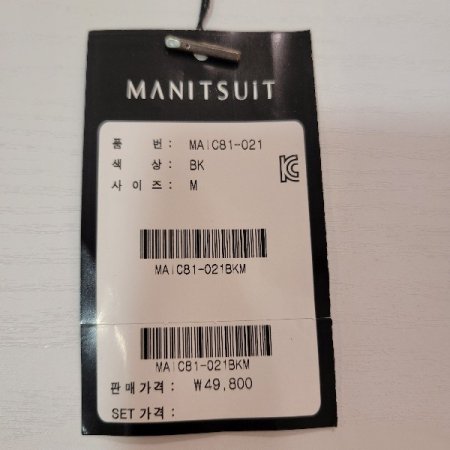 MANITSUIT
품 번 : MAIC81-021
색 상 : BK
사 이 즈 : M
MAIC81-021BKM
MAIC81-021BKM
판 매 가 격 : ₩49,800
SET 가 격 :